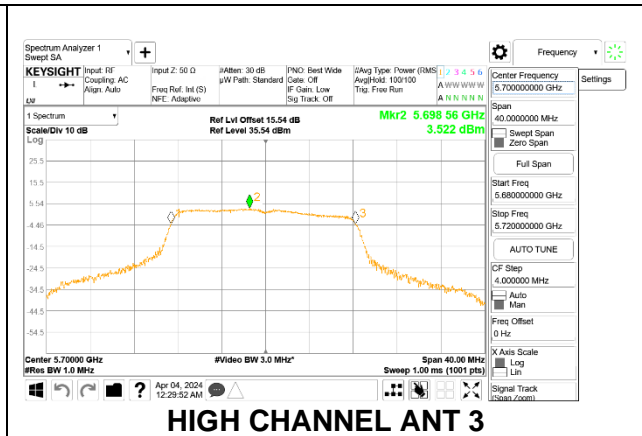 Spectrum Analyzer 1
Swept SA
+
Frequency
KEYSIGHT
Input: RF
Coupling: AC
Align: Auto
Input Z: 50 Ω
Freq Ref: Int (S)
NFE: Adaptive
#Atten: 30 dB
µW Path: Standard
PNO: Best Wide
Gate: Off
IF Gain: Low
Sig Track: Off
#Avg Type: Power (RMS
Avg|Hold: 100/100
Trig: Free Run
1 2 3 4 5 6
A W W W W W
A N N N N N
1 Spectrum
Scale/Div 10 dB
Log
Ref Lvl Offset 15.54 dB
Ref Level 35.54 dBm
Mkr2 5.698 56 GHz
3.522 dBm
25.5
15.5
5.54
-4.46
-14.5
-24.5
-34.5
-44.5
-54.5
2
3
Center 5.70000 GHz
#Res BW 1.0 MHz
#Video BW 3.0 MHz*
Span 40.00 MHz
Sweep 1.00 ms (1001 pts)
?
Apr 04, 2024
12:29:52 AM
Center Frequency
5.700000000 GHz
Settings
Span
40.0000000 MHz
Swept Span
Zero Span
Full Span
Start Freq
5.680000000 GHz
Stop Freq
5.720000000 GHz
AUTO TUNE
CF Step
4.000000 MHz
Auto
Man
Freq Offset
0 Hz
X Axis Scale
Log
Lin
Signal Track
(Span Zoom)
HIGH CHANNEL ANT 3